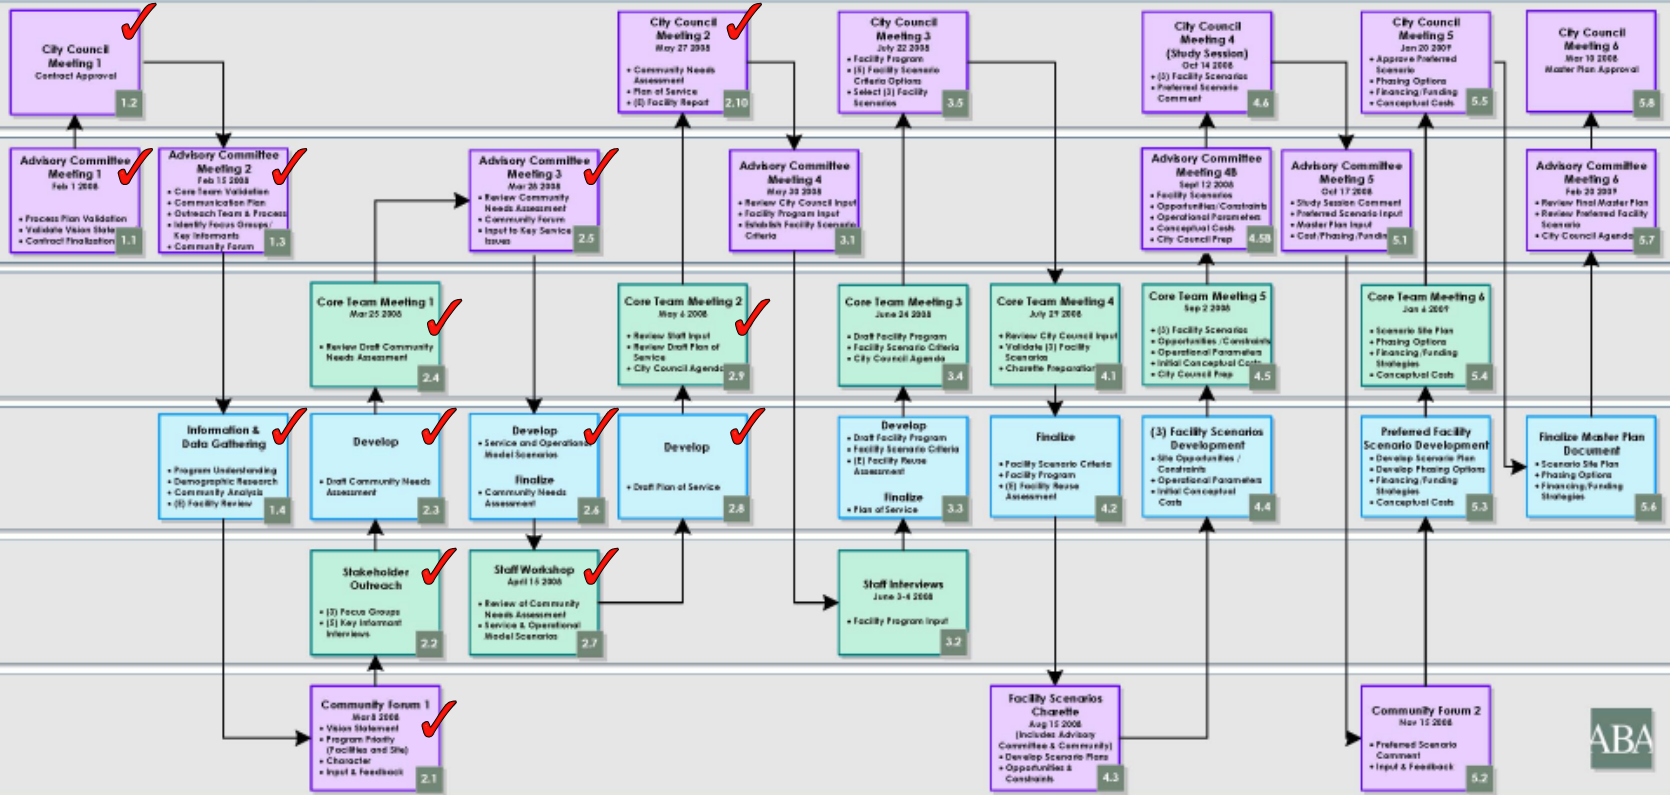 City Council
Meeting 1
Contract Approval
1.2
City Council
Meeting 2
May 27 2008
• Community Needs
Assessment
• Plan of Service
• (E) Facility Report
2.10
City Council
Meeting 3
July 22 2008
• Facility Program
• (5) Facility Scenario
Criteria Options
• Select (3) Facility
Scenarios
3.5
City Council
Meeting 4
(Study Session)
Oct 14 2008
• (3) Facility Scenarios
• Preferred Scenario
Comment
4.6
City Council
Meeting 5
Jan 20 2009
• Approve Preferred
Scenario
• Phasing Options
• Financing/Funding
• Conceptual Costs
5.5
City Council
Meeting 6
Mar 10 2008
Master Plan Approval
5.8
Advisory Committee
Meeting 1
Feb 1 2008
• Process Plan Validation
• Validate Vision
• Contract Finalization
1.1
Advisory Committee
Meeting 2
Feb 15 2008
• Core Team Validation
• Communication Plan
• Outreach Team & Process
• Identify Focus Groups/
Key Informants
• Community Forum
1.3
Advisory Committee
Meeting 3
Mar 28 2008
• Review Community
Needs Assessment
• Community Forum
• Input to Key Service
Issues
2.5
Advisory Committee
Meeting 4
May 30 2008
• Review City Council Input
• Facility Program Input
• Establish Facility Scenario
Criteria
3.1
Advisory Committee
Meeting 4B
Sept 12 2008
• Facility Scenarios
• Opportunities/Constraints
• Operational Parameters
• Conceptual Costs
• City Council Prep
4.5B
Advisory Committee
Meeting 5
Oct 17 2008
• Study Session Comment
• Preferred Scenario Input
• Master Plan Input
• Cost/Phasing/Fundin
5.1
Advisory Committee
Meeting 6
Feb 20 2009
• Review Final Master Plan
• Review Preferred Facility
Scenario
• City Council Agenda
5.7
Core Team Meeting 1
Mar 25 2008
• Review Draft Community
Needs Assessment
2.4
Core Team Meeting 2
May 6 2008
• Review Staff Input
• Review Draft Plan of
Service
• City Council Agenda
2.9
Core Team Meeting 3
June 24 2008
• Draft Facility Program
• Facility Scenario Criteria
• City Council Agenda
3.4
Core Team Meeting 4
July 29 2008
• Review City Council Input
• Validate (3) Facility
Scenarios
• Charette Preparation
4.1
Core Team Meeting 5
Sep 2 2008
• (3) Facility Scenarios
• Opportunities /Constraints
• Operational Parameters
• Initial Conceptual Costs
• City Council Prep
4.5
Core Team Meeting 6
Jan 6 2009
• Scenario Site Plan
• Phasing Options
• Financing/Funding
Strategies
• Conceptual Costs
5.4
Information &
Data Gathering
• Program Understanding
• Demographic Research
• Community Analysis
• (E) Facility Review
1.4
Develop
• Draft Community Needs
Assessment
2.3
Develop
• Service and Operational
Model Scenarios
Finalize
• Community Needs
Assessment
2.6
Develop
• Draft Plan of Service
2.8
Develop
• Draft Facility Program
• Facility Scenario Criteria
• (E) Facility Reuse
Assessment
Finalize
• Plan of Service
3.3
Finalize
• Facility Scenario Criteria
• Facility Program
• (E) Facility Reuse
Assessment
4.2
(3) Facility Scenarios
Development
• Site Opportunities /
Constraints
• Operational Parameters
• Initial Conceptual
Costs
4.4
Preferred Facility
Scenario Development
• Develop Scenario Plan
• Develop Phasing Options
• Financing/Funding
Strategies
• Conceptual Costs
5.3
Finalize Master Plan
Document
• Scenario Site Plan
• Phasing Options
• Financing/Funding
Strategies
5.6
Stakeholder
Outreach
• (3) Focus Groups
• (5) Key Informant
Interviews
2.2
Staff Workshop
April 15 2008
• Review of Community
Needs Assessment
• Service & Operational
Model Scenarios
2.7
Staff Interviews
June 3-4 2008
• Facility Program Input
3.2
Community Forum 1
Mar 8 2008
• Vision Statement
• Program Priority
(Facilities and Site)
• Character
• Input & Feedback
2.1
Facility Scenarios
Charette
Aug 15 2008
(Includes Advisory
Committee & Community)
• Develop Scenario Plans
• Opportunities &
Constraints
4.3
Community Forum 2
Nov 15 2008
• Preferred Scenario
Comment
• Input & Feedback
5.2
ABA